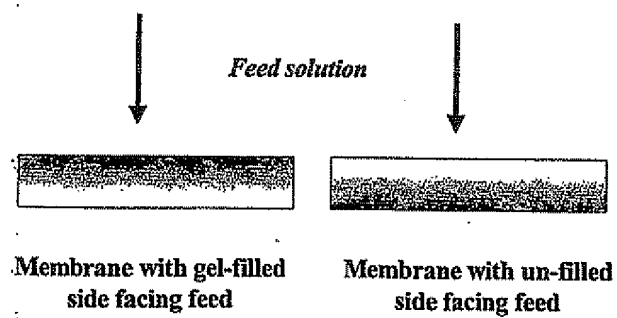 Feed solution
Membrane with gel-filled
side facing feed
Membrane with un-filled
side facing feed